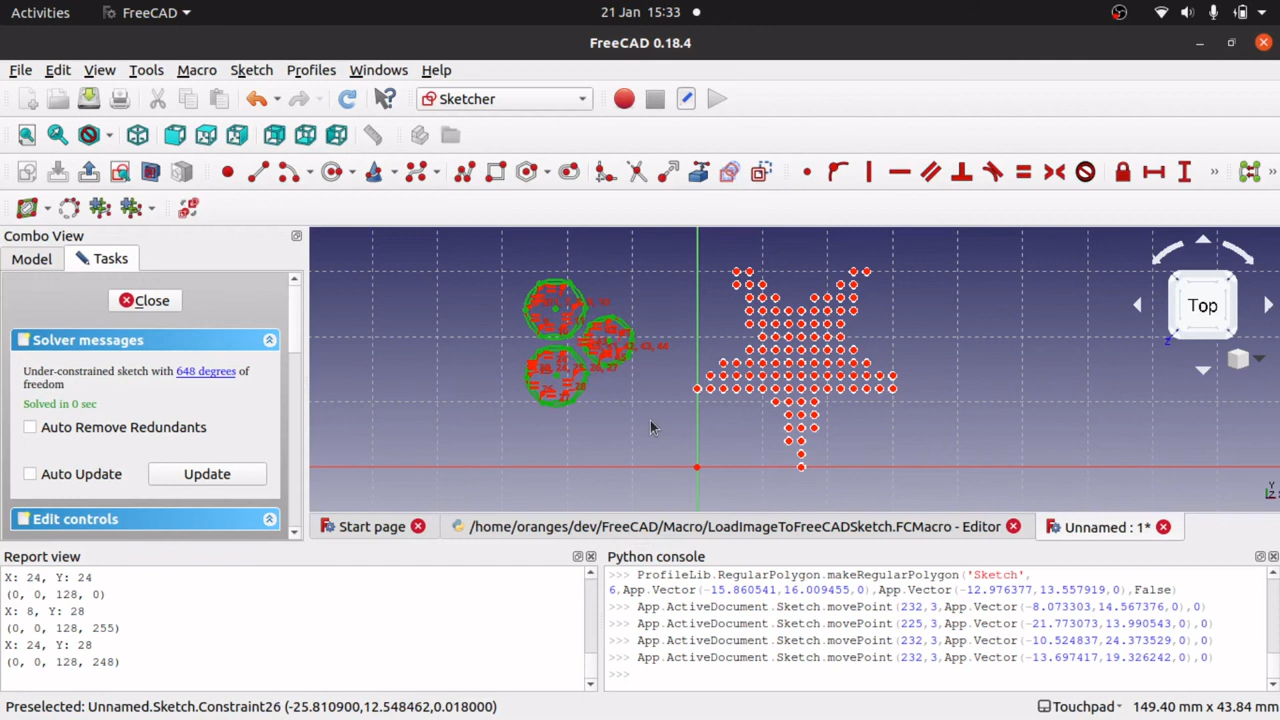 Activities FreeCAD 21 Jan 15:33
FreeCAD 0.18.4
File Edit View Tools Macro Sketch Profiles Windows Help
Sketcher
Combo View
Model Tasks
Close
Solver messages
Under-constrained sketch with 648 degrees of
freedom
Solved in 0 sec
Auto Remove Redundants
Auto Update Update
Edit controls
Top
Start page /home/oranges/dev/FreeCAD/Macro/LoadImageToFreeCADSketch.FCMacro - Editor Unnamed : 1*
Report view
X: 24, Y: 24
(0, 0, 128, 0)
X: 8, Y: 28
(0, 0, 128, 255)
X: 24, Y: 28
(0, 0, 128, 248)
Python console
>>> ProfileLib.RegularPolygon.makeRegularPolygon('Sketch',
6,App.Vector(-15.860541,16.009455,0),App.Vector(-12.976377,13.557919,0),False)
>>> App.ActiveDocument.Sketch.movePoint(232,3,App.Vector(-8.073303,14.567376,0),0)
>>> App.ActiveDocument.Sketch.movePoint(225,3,App.Vector(-21.773073,13.990543,0),0)
>>> App.ActiveDocument.Sketch.movePoint(232,3,App.Vector(-10.524837,24.373529,0),0)
>>> App.ActiveDocument.Sketch.movePoint(232,3,App.Vector(-13.697417,19.326242,0),0)
>>>
Preselected: Unnamed.Sketch.Constraint26 (-25.810900,12.548462,0.018000) Touchpad 149.40 mm x 43.84 mm